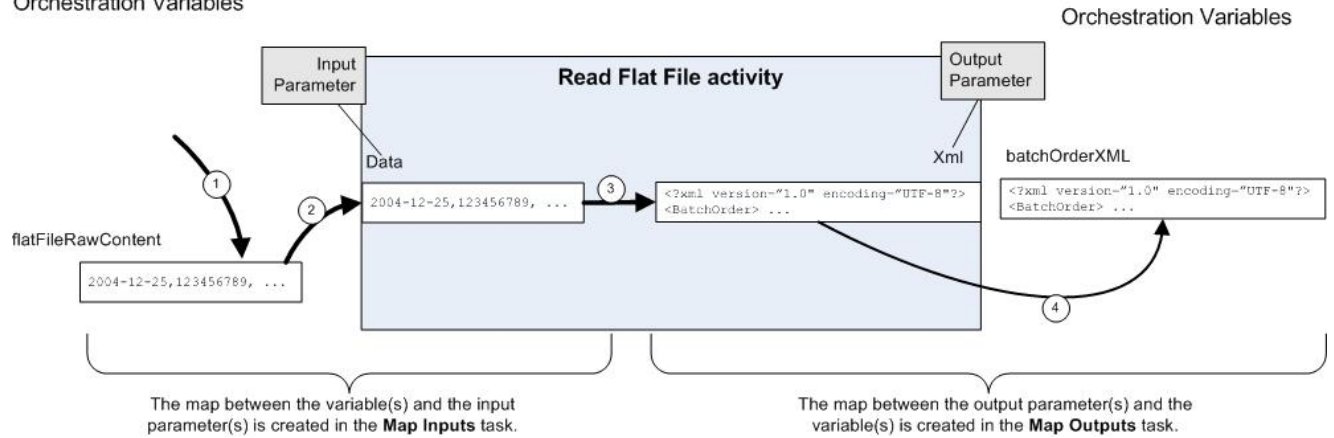 Orchestration Variables
Orchestration Variables
Input
Parameter
Read Flat File activity
Output
Parameter
Data
Xml
batchOrderXML
1
2
3
2004-12-25,123456789, ...
<?xml version="1.0" encoding="UTF-8"?>
<BatchOrder> ...
<?xml version="1.0" encoding="UTF-8"?>
<BatchOrder> ...
flatFileRawContent
2004-12-25,123456789, ...
4
The map between the variable(s) and the input
parameter(s) is created in the Map Inputs task.
The map between the output parameter(s) and the
variable(s) is created in the Map Outputs task.